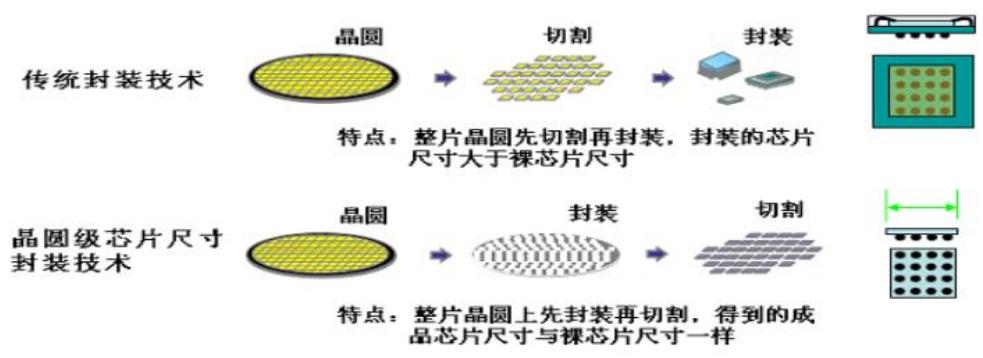 晶圆
切割
封装
传统封装技术
特点：整片晶圆先切割再封装，封装的芯片
尺寸大于裸芯片尺寸
晶圆
封装
切割
晶圆级芯片尺寸
封装技术
特点：整片晶圆上先封装再切割，得到的成
品芯片尺寸与裸芯片尺寸一样